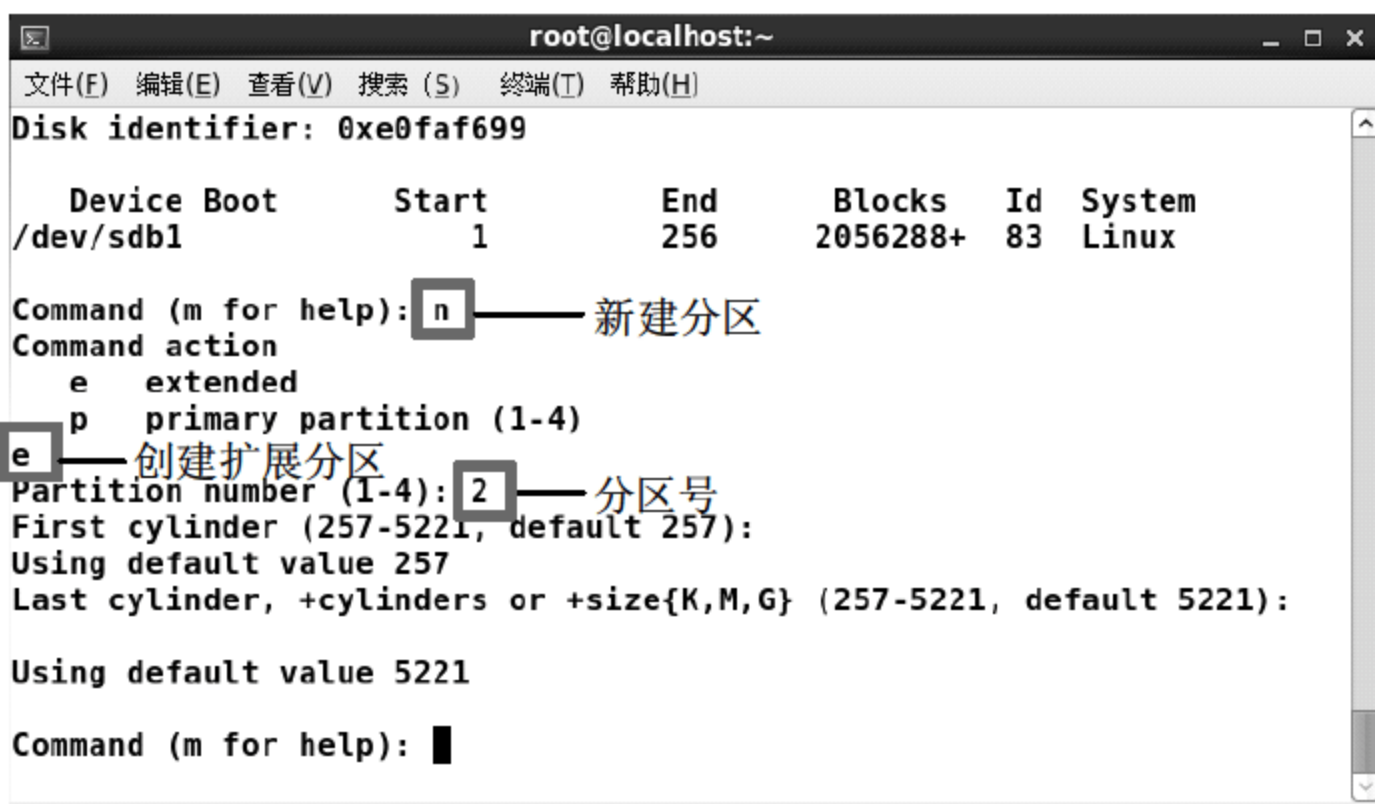 root@localhost:~
文件(F) 编辑(E) 查看(V) 搜索 (S) 终端(T) 帮助(H)
Disk identifier: 0xe0faf699
Device Boot Start End Blocks Id System
/dev/sdb1 1 256 2056288+ 83 Linux
Command (m for help): n 新建分区
Command action
e extended
p primary partition (1-4)
e 创建扩展分区
Partition number (1-4): 2 分区号
First cylinder (257-5221, default 257):
Using default value 257
Last cylinder, +cylinders or +size{K,M,G} (257-5221, default 5221):
Using default value 5221
Command (m for help):